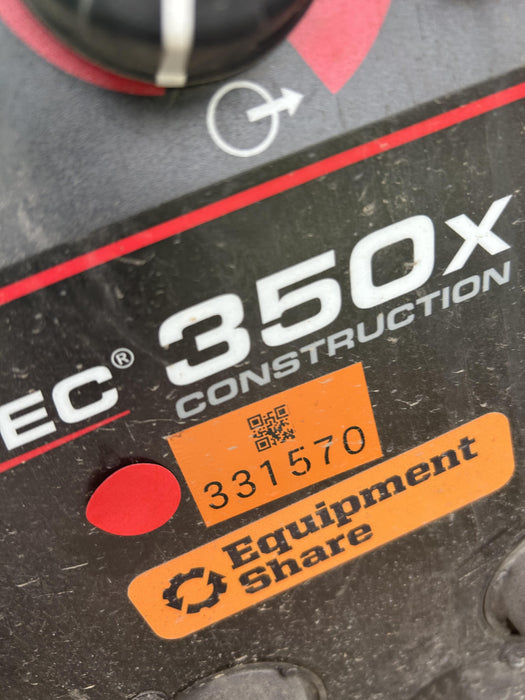 EC® 350x
CONSTRUCTION
331570
Equipment
Share